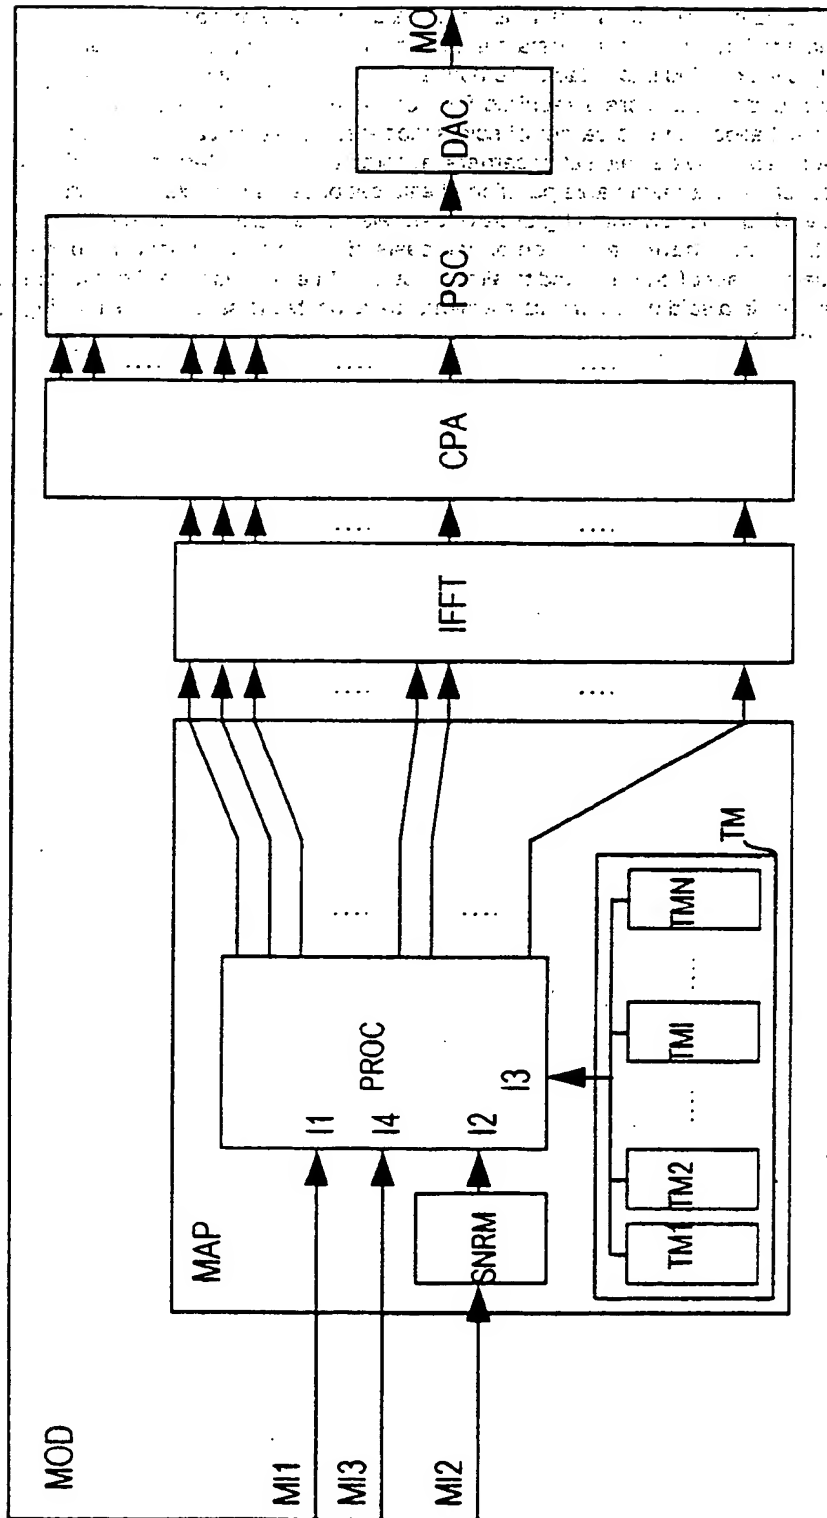 MOD
MI1
MI3
MI2
MAP
SNRM
I1
I4
I2
I3
PROC
....
....
TM
TM1
TM2
....
TMI
....
TMN
....
....
IFFT
....
....
CPA
....
....
....
PSC
DAC
MO